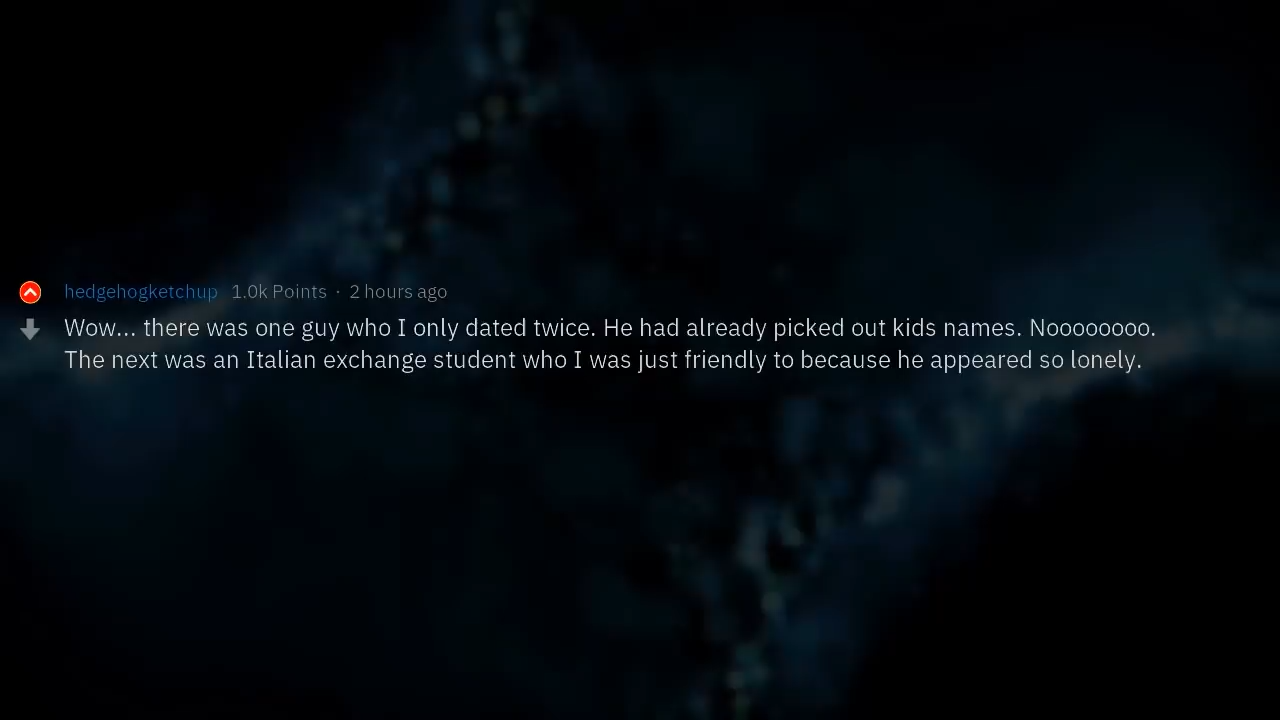 hedgehogketchup 1.0k Points · 2 hours ago
Wow... there was one guy who I only dated twice. He had already picked out kids names. Noooooooo.
The next was an Italian exchange student who I was just friendly to because he appeared so lonely.